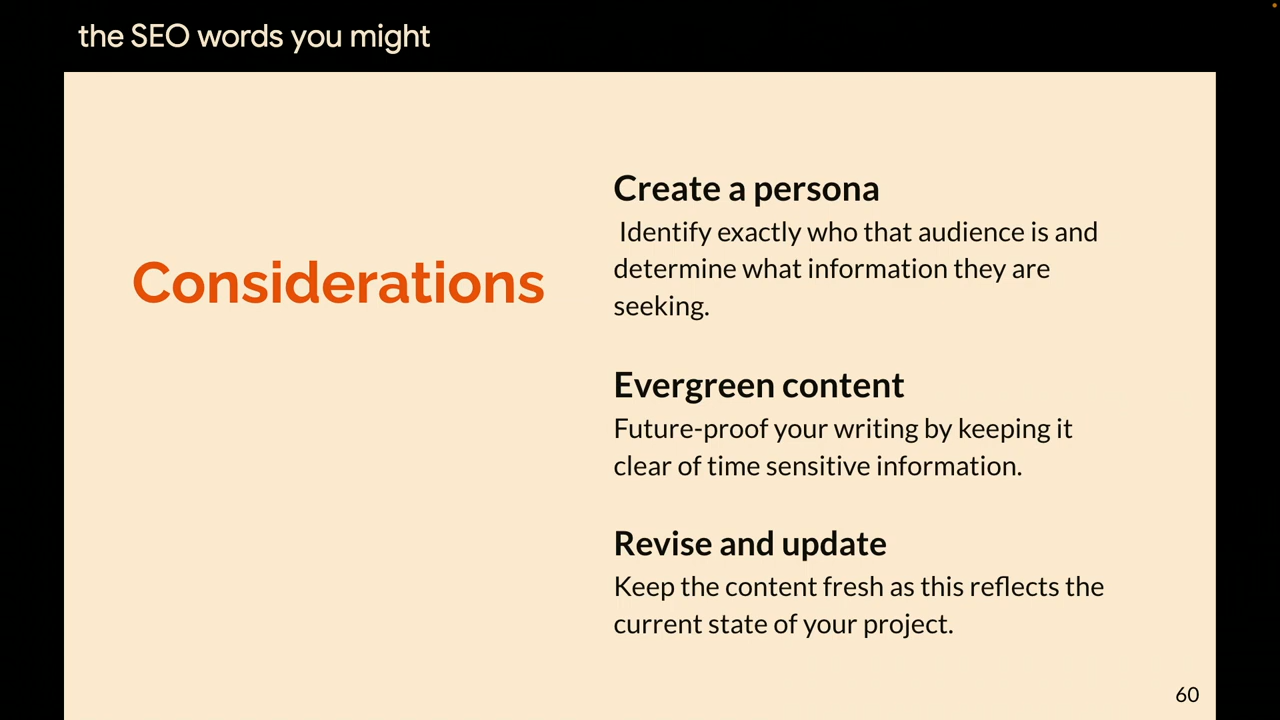 the SEO words you might
Considerations
Create a persona
Identify exactly who that audience is and
determine what information they are
seeking.
Evergreen content
Future-proof your writing by keeping it
clear of time sensitive information.
Revise and update
Keep the content fresh as this reflects the
current state of your project.
60